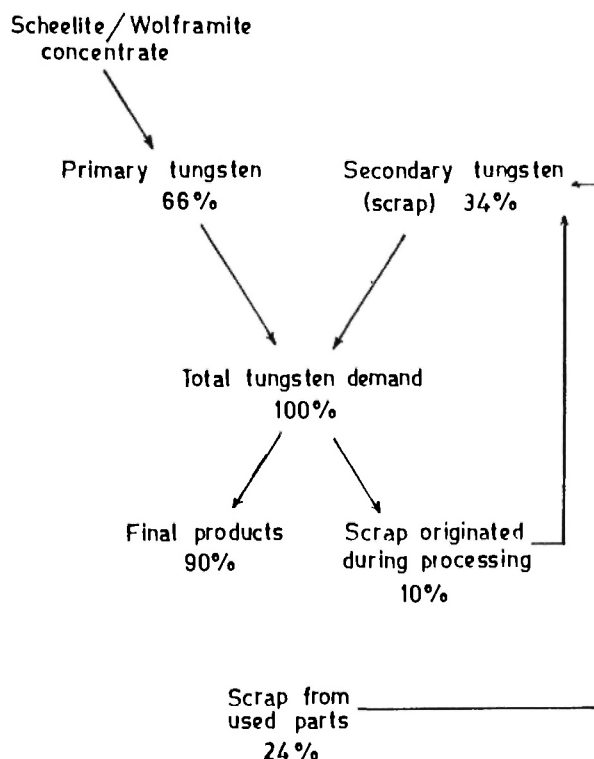 Scheelite/Wolframite
concentrate
Primary tungsten
66%
Secondary tungsten
(scrap) 34%
Total tungsten demand
100%
Final products
90%
Scrap originated
during processing
10%
Scrap from
used parts
24%